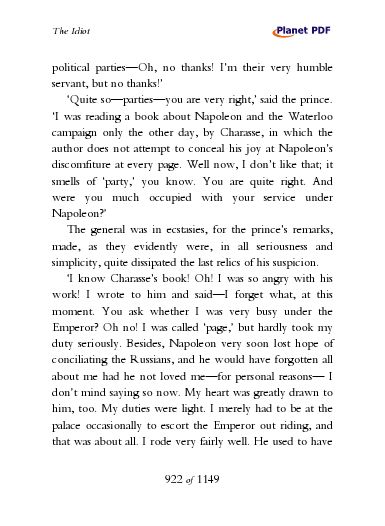 The Idiot
Planet PDF
political parties—Oh, no thanks! I'm their very humble
servant, but no thanks!'
'Quite so—parties—you are very right,' said the prince.
'I was reading a book about Napoleon and the Waterloo
campaign only the other day, by Charasse, in which the
author does not attempt to conceal his joy at Napoleon's
discomfiture at every page. Well now, I don't like that; it
smells of 'party,' you know. You are quite right. And
were you much occupied with your service under
Napoleon?'
The general was in ecstasies, for the prince's remarks,
made, as they evidently were, in all seriousness and
simplicity, quite dissipated the last relics of his suspicion.
'I know Charasse's book! Oh! I was so angry with his
work! I wrote to him and said—I forget what, at this
moment. You ask whether I was very busy under the
Emperor? Oh no! I was called 'page,' but hardly took my
duty seriously. Besides, Napoleon very soon lost hope of
conciliating the Russians, and he would have forgotten all
about me had he not loved me—for personal reasons— I
don't mind saying so now. My heart was greatly drawn to
him, too. My duties were light. I merely had to be at the
palace occasionally to escort the Emperor out riding, and
that was about all. I rode very fairly well. He used to have
922 of 1149